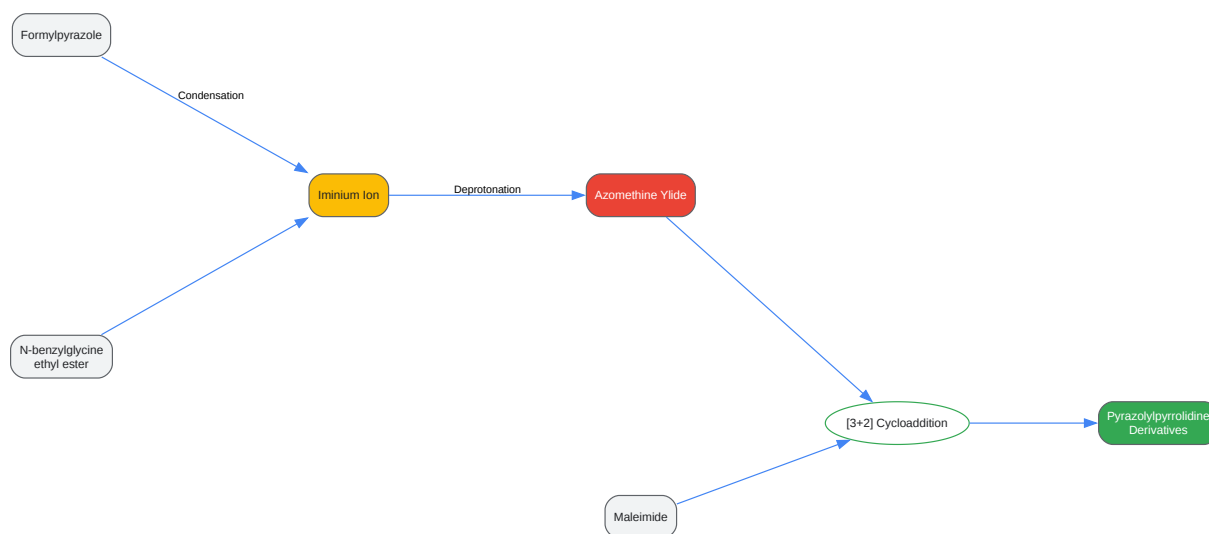 Formylpyrazole
Condensation
Iminium Ion
Deprotonation
Azomethine Ylide
N-benzylglycine
ethyl ester
[3+2] Cycloaddition
Pyrazolylpyrrolidine
Derivatives
Maleimide